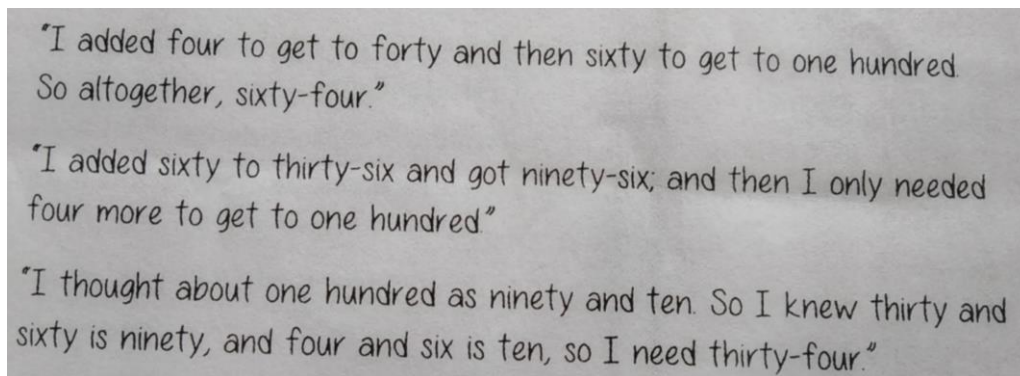 "I added four to get to forty and then sixty to get to one hundred.
So altogether, sixty-four."
"I added sixty to thirty-six and got ninety-six; and then I only needed
four more to get to one hundred."
"I thought about one hundred as ninety and ten. So I knew thirty and
sixty is ninety, and four and six is ten, so I need thirty-four."